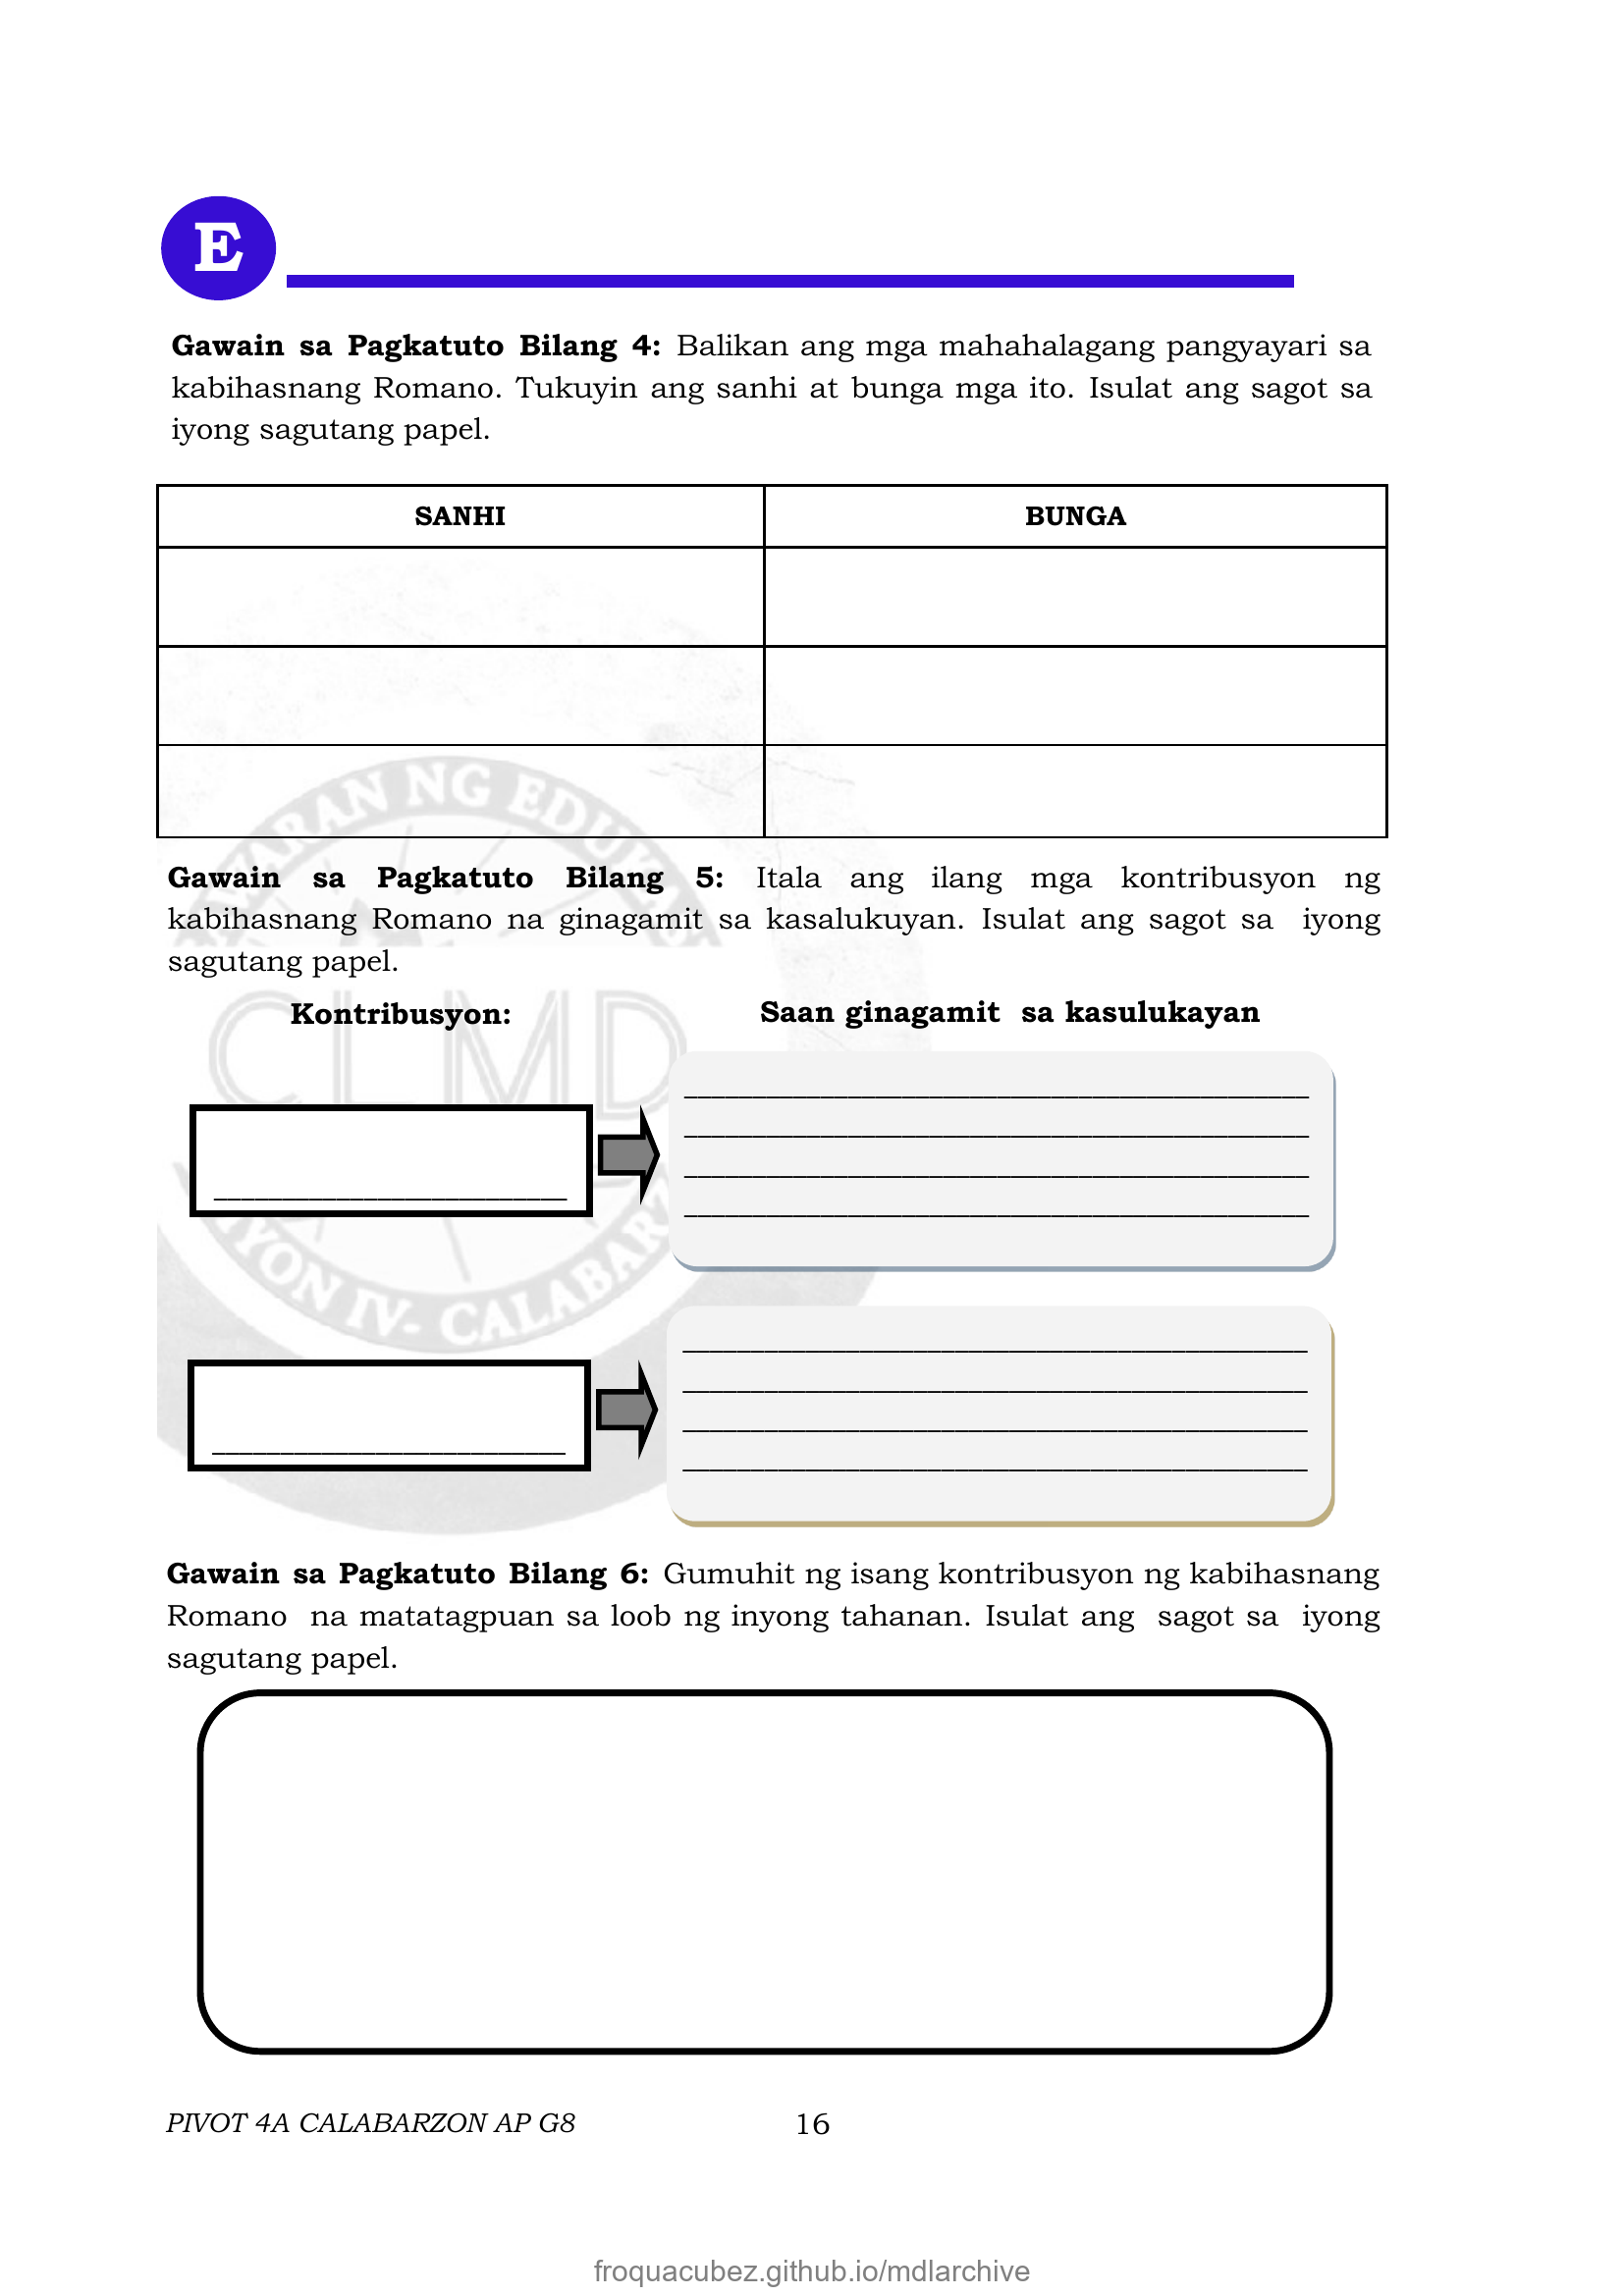 E
Gawain sa Pagkatuto Bilang 4: Balikan ang mga mahahalagang pangyayari sa
kabihasnang Romano. Tukuyin ang sanhi at bunga mga ito. Isulat ang sagot sa
iyong sagutang papel.
SANHI BUNGA
Gawain sa Pagkatuto Bilang 5: Itala ang ilang mga kontribusyon ng
kabihasnang Romano na ginagamit sa kasalukuyan. Isulat ang sagot sa iyong
sagutang papel.
Kontribusyon: Saan ginagamit sa kasulukayan
CLMD
Gawain sa Pagkatuto Bilang 6: Gumuhit ng isang kontribusyon ng kabihasnang
Romano na matatagpuan sa loob ng inyong tahanan. Isulat ang sagot sa iyong
sagutang papel.
PIVOT 4A CALABARZON AP G8 16
froquacubez.github.io/mdlarchive